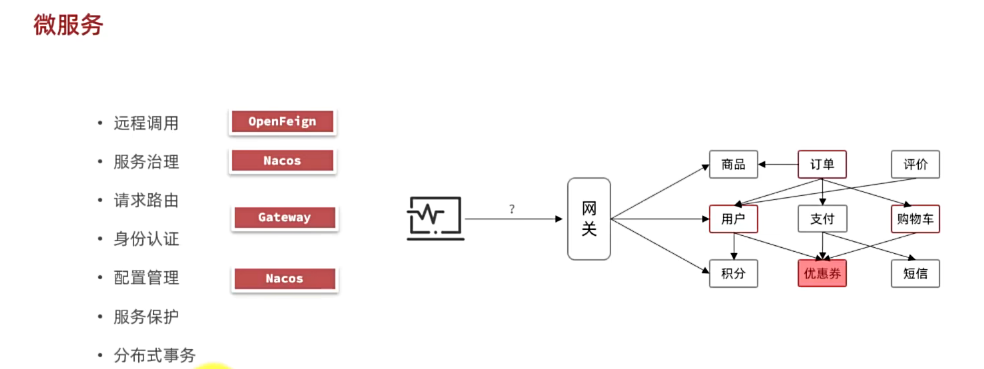 微服务
• 远程调用
OpenFeign
• 服务治理
Nacos
• 请求路由
Gateway
• 身份认证
• 配置管理
Nacos
• 服务保护
• 分布式事务
?
网关
商品
订单
评价
用户
支付
购物车
积分
优惠券
短信